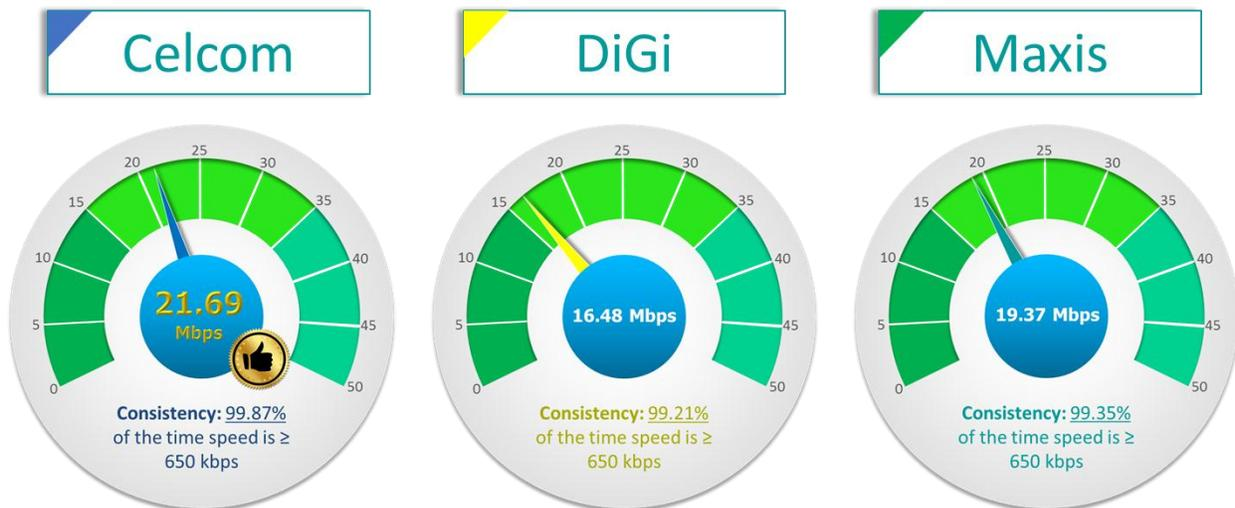 Celcom
0
5
10
15
20
25
30
35
40
45
50
21.69
Mbps
Consistency: 99.87%
of the time speed is ≥
650 kbps
DiGi
0
5
10
15
20
25
30
35
40
45
50
16.48 Mbps
Consistency: 99.21%
of the time speed is ≥
650 kbps
Maxis
0
5
10
15
20
25
30
35
40
45
50
19.37 Mbps
Consistency: 99.35%
of the time speed is ≥
650 kbps